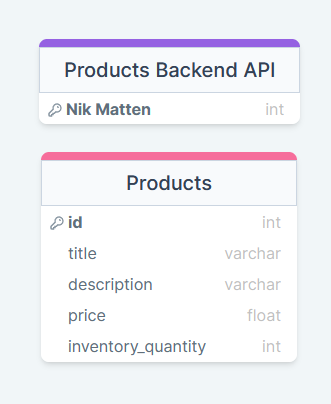 Products Backend API
Nik Matten int
Products
id int
title varchar
description varchar
price float
inventory_quantity int